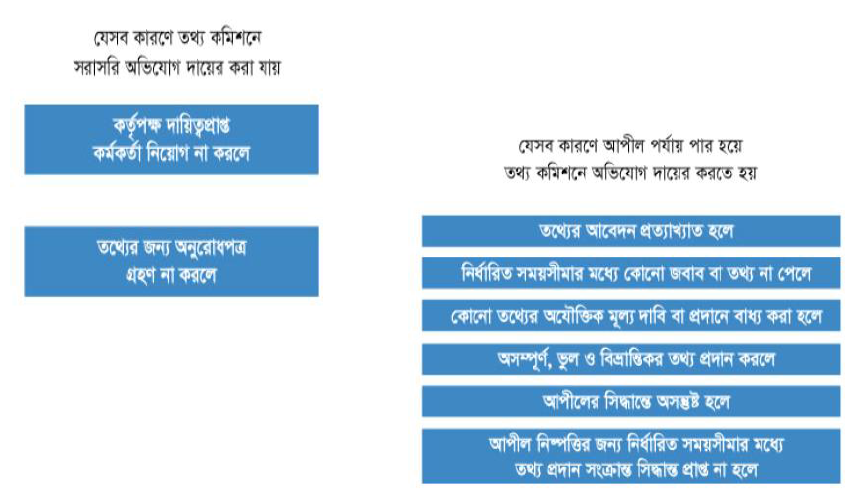 যেসব কারণে তথ্য কমিশনে
সরাসরি অভিযোগ দায়ের করা যায়
কর্তৃপক্ষ দায়িত্বপ্রাপ্ত
কর্মকর্তা নিয়োগ না করলে
তথ্যের জন্য অনুরোধপত্র
গ্রহণ না করলে
যেসব কারণে আপীল পর্যায় পার হয়ে
তথ্য কমিশনে অভিযোগ দায়ের করতে হয়
তথ্যের আবেদন প্রত্যাখ্যাত হলে
নির্ধারিত সময়সীমার মধ্যে কোনো জবাব বা তথ্য না পেলে
কোনো তথ্যের অযৌক্তিক মূল্য দাবি বা প্রদানে বাধ্য করা হলে
অসম্পূর্ণ, ভুল ও বিভ্রান্তিকর তথ্য প্রদান করলে
আপীলের সিদ্ধান্তে অসন্তুষ্ট হলে
আপীল নিষ্পত্তির জন্য নির্ধারিত সময়সীমার মধ্যে
তথ্য প্রদান সংক্রান্ত সিদ্ধান্ত প্রাপ্ত না হলে